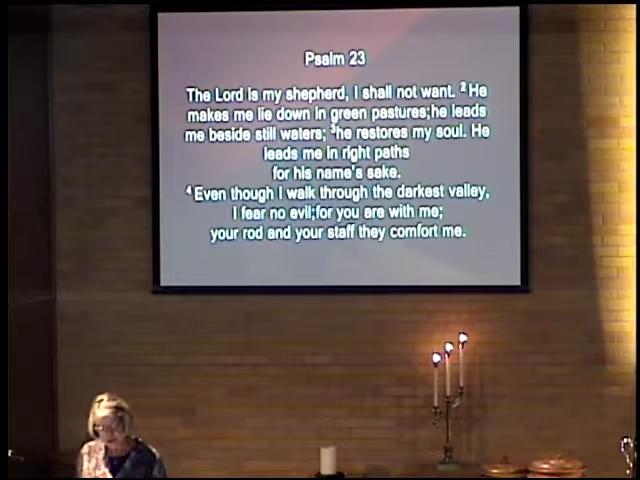 Psalm 23
The Lord is my shepherd, I shall not want. 2 He
makes me lie down in green pastures;he leads
me beside still waters; 3he restores my soul. He
leads me in right paths
for his name's sake.
4 Even though I walk through the darkest valley,
I fear no evil;for you are with me;
your rod and your staff they comfort me.